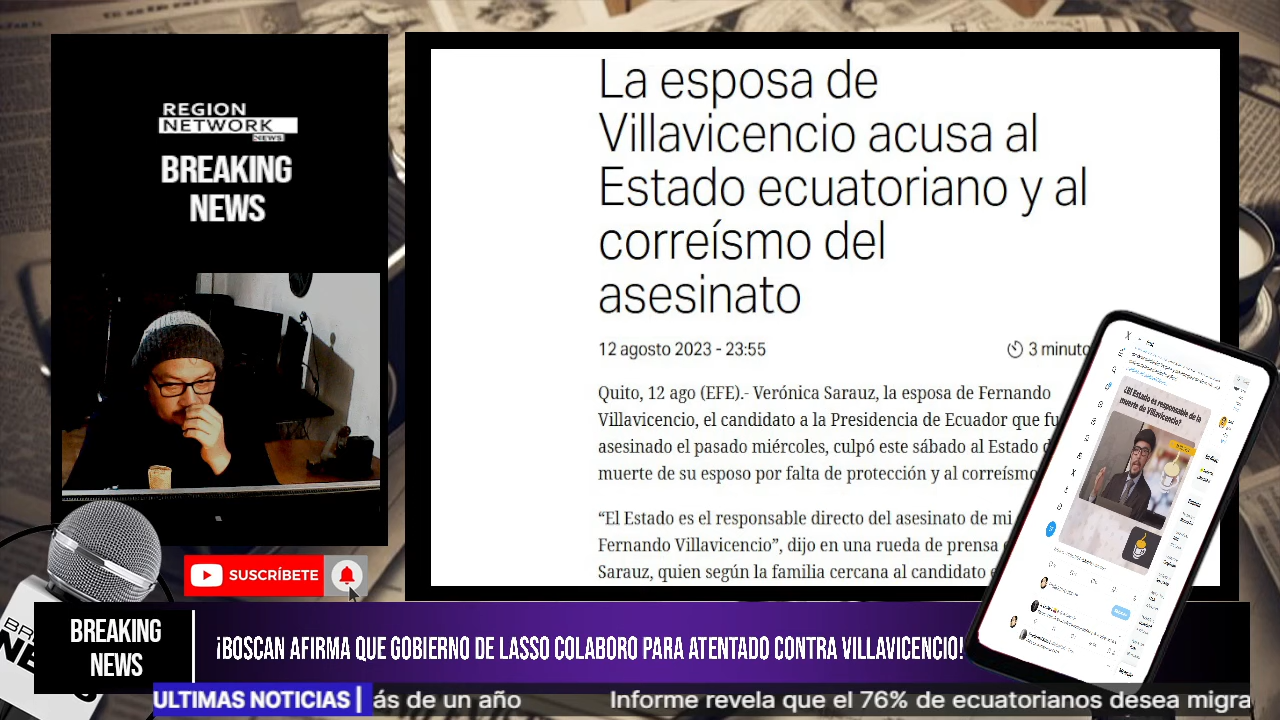 REGION
NETWORK
NEWS
BREAKING
NEWS
La esposa de
Villavicencio acusa al
Estado ecuatoriano y al
correísmo del
asesinato
12 agosto 2023 - 23:55
3 minuto
Quito, 12 ago (EFE).- Verónica Sarauz, la esposa de Fernando
Villavicencio, el candidato a la Presidencia de Ecuador que fu
asesinado el pasado miércoles, culpó este sábado al Estado d
muerte de su esposo por falta de protección y al correísmo
“El Estado es el responsable directo del asesinato de mi
Fernando Villavicencio”, dijo en una rueda de prensa
Sarauz, quien según la familia cercana al candidato
¿El Estado es responsable de la
muerte de Villavicencio?
SUSCRÍBETE
BREAKING
NEWS
¡BOSCAN AFIRMA QUE GOBIERNO DE LASSO COLABORO PARA ATENTADO CONTRA VILLAVICENCIO!
ULTIMAS NOTICIAS | ás de un año Informe revela que el 76% de ecuatorianos desea migra